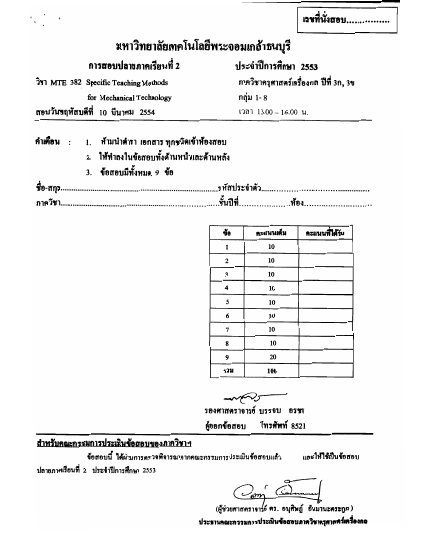 เลขที่นั่งสอบ................
มหาวิทยาลัยเทคโนโลยีพระจอมเกล้าธนบุรี
การสอบปลายภาคเรียนที่ 2 ประจำปีการศึกษา 2553
วิชา MTE 382 Specific Teaching Methods ภาควิชาครุศาสตร์เครื่องกล ปีที่ 3ก, 3ข
for Mechanical Technology กลุ่ม 1- 8
สอบวันพฤหัสบดีที่ 10 มีนาคม 2554 เวลา 13.00 – 16.00 น.
คำเตือน : 1. ห้ามนำตำรา เอกสาร ทุกชนิดเข้าห้องสอบ
2. ให้ทำลงในข้อสอบทั้งด้านหน้าและด้านหลัง
3. ข้อสอบมีทั้งหมด 9 ข้อ
ชื่อ-สกุล................รหัสประจำตัว................
ภาควิชา................ชั้นปีที่................ห้อง................
ข้อ คะแนนเต็ม คะแนนที่ได้รับ
1 10
2 10
3 10
4 10
5 10
6 10
7 10
8 10
9 20
รวม 100
รองศาสตราจารย์ บรรจบ อรชร
ผู้ออกข้อสอบ โทรศัพท์ 8521
สำหรับคณะกรรมการประเมินข้อสอบของภาควิชาฯ
ข้อสอบนี้ ได้ผ่านการตรวจพิจารณาจากคณะกรรมการประเมินข้อสอบแล้ว และให้ใช้เป็นข้อสอบ
ปลายภาคเรียนที่ 2 ประจำปีการศึกษา 2553
(ผู้ช่วยศาสตราจารย์ ดร. อนุศิษฏ์
ประธานคณะกรรมการประเมินข้อสอบภาควิชาครุศาสตร์เครื่องกล